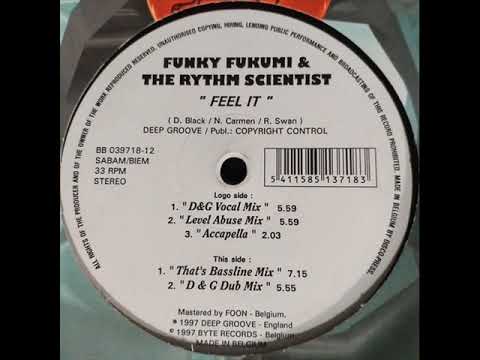 ALL RIGHTS OF THE PRODUCER AND OF THE OWNER OF THE WORK REPRODUCED RESERVED. UNAUTHORISED COPYING, HIRING, LENDING PUBLIC PERFORMANCE AND BROADCASTING OF THIS RECORD PROHIBITED. MADE IN BELGIUM BY DISCO-PRESS.
FUNKY FUKUMI &
THE RYTHM SCIENTIST
" FEEL IT "
( D. Black / N. Carmen / R. Swan )
DEEP GROOVE / Publ.: COPYRIGHT CONTROL
BB 039718-12
SABAM/BIEM
33 RPM
STEREO
5 411585 137183
Logo side :
1. "D&G Vocal Mix" 5.59
2. "Level Abuse Mix" 5.59
3. "Accapella" 2.03
This side :
1. "That's Bassline Mix" 7.15
2. "D & G Dub Mix" 5.55
Mastered by FOON - Belgium.
℗ 1997 DEEP GROOVE - England
© 1997 BYTE RECORDS - Belgium.
MADE IN BELGIUM